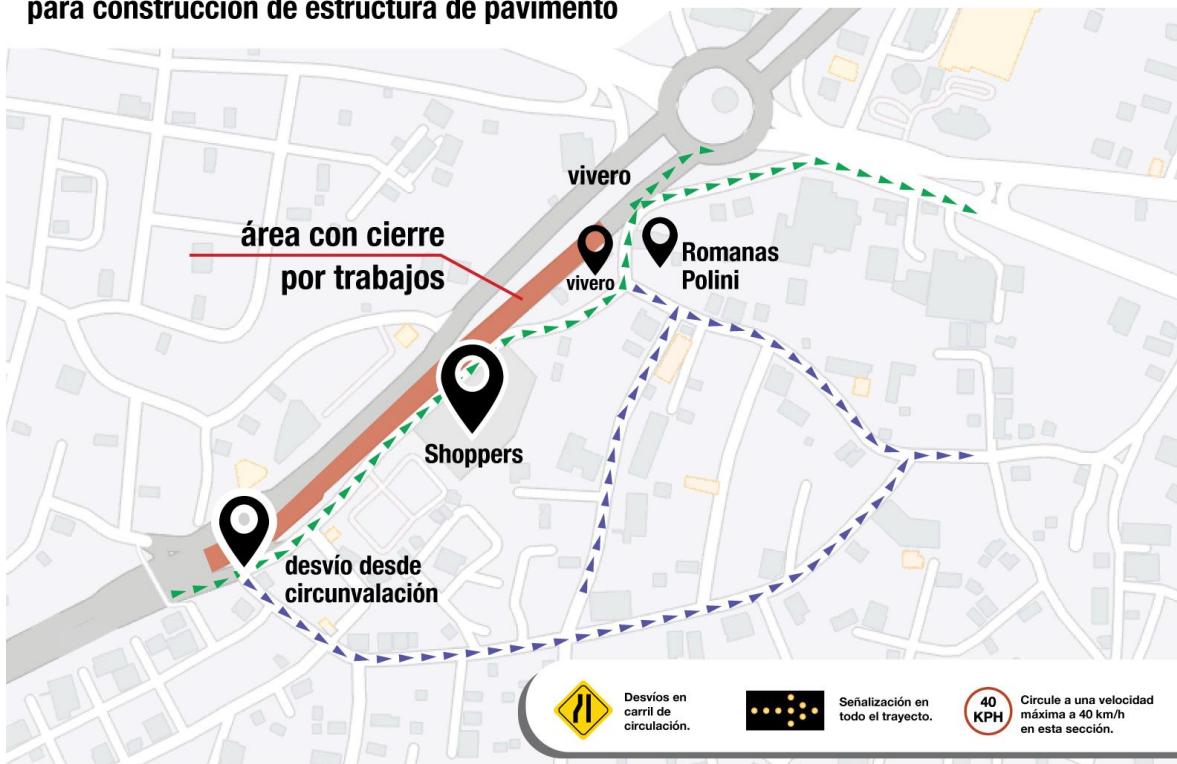 para construcción de estructura de pavimento
vivero
área con cierre
por trabajos
Romanas
Polini
vivero
Shoppers
desvío desde
circunvalación
Desvíos en
carril de
circulación.
Señalización en
todo el trayecto.
40
KPH
Circule a una velocidad
máxima a 40 km/h
en esta sección.